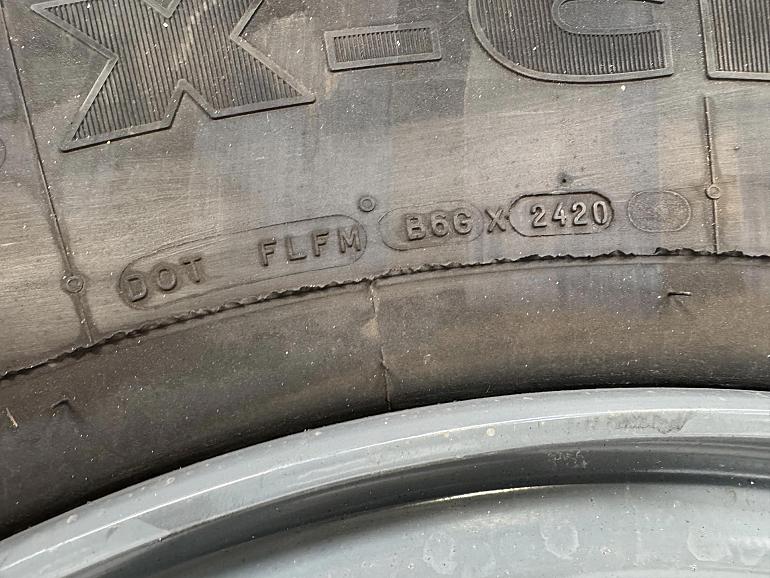 X-C
DOT FLFM B6G X 2420